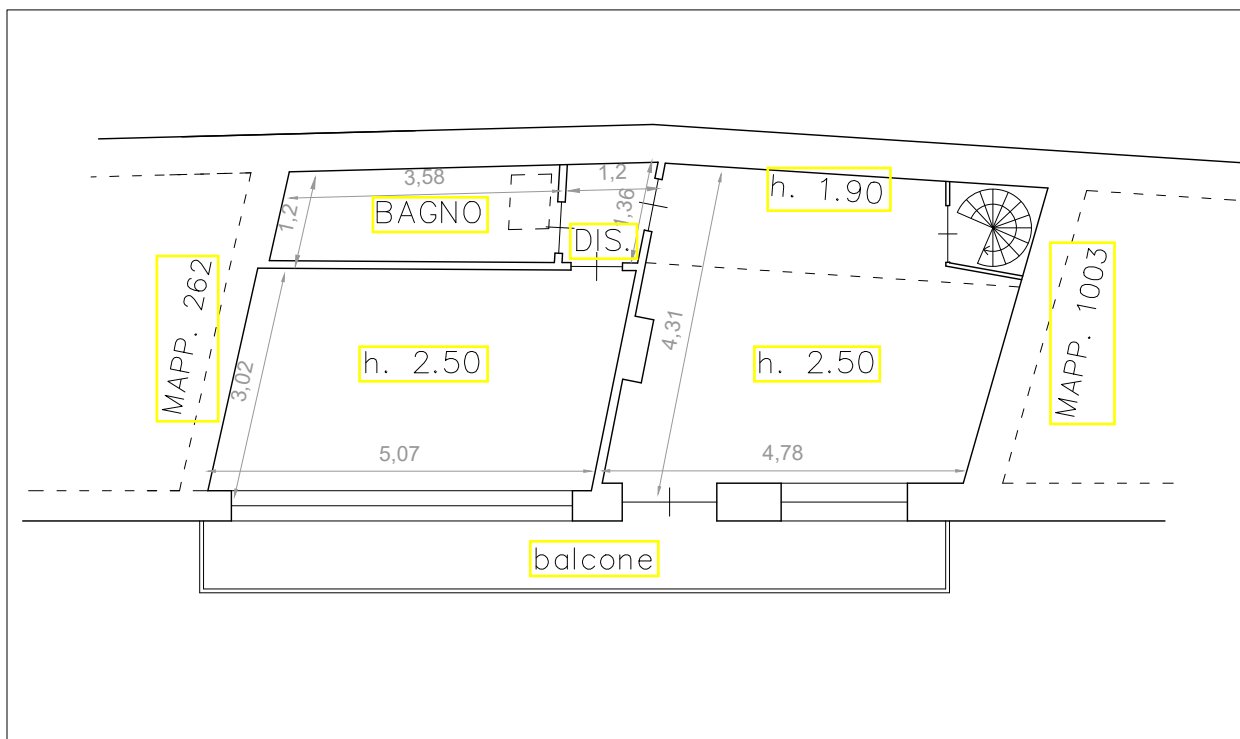 3,58
1,2
h. 1.90
BAGNO
1,2
1,36
DIS.
MAPP. 262
MAPP. 1003
4,31
h. 2.50
h. 2.50
3,02
5,07
4,78
balcone